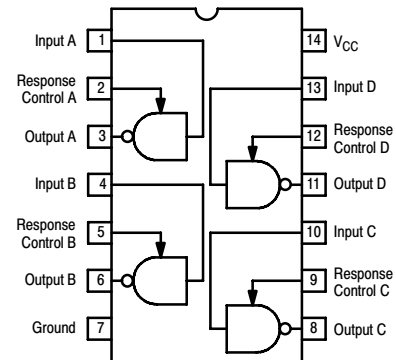 Input A
1
Response
Control A
2
Output A
3
Input B
4
Response
Control B
5
Output B
6
Ground
7
14
VCC
13
Input D
12
Response
Control D
11
Output D
10
Input C
9
Response
Control C
8
Output C